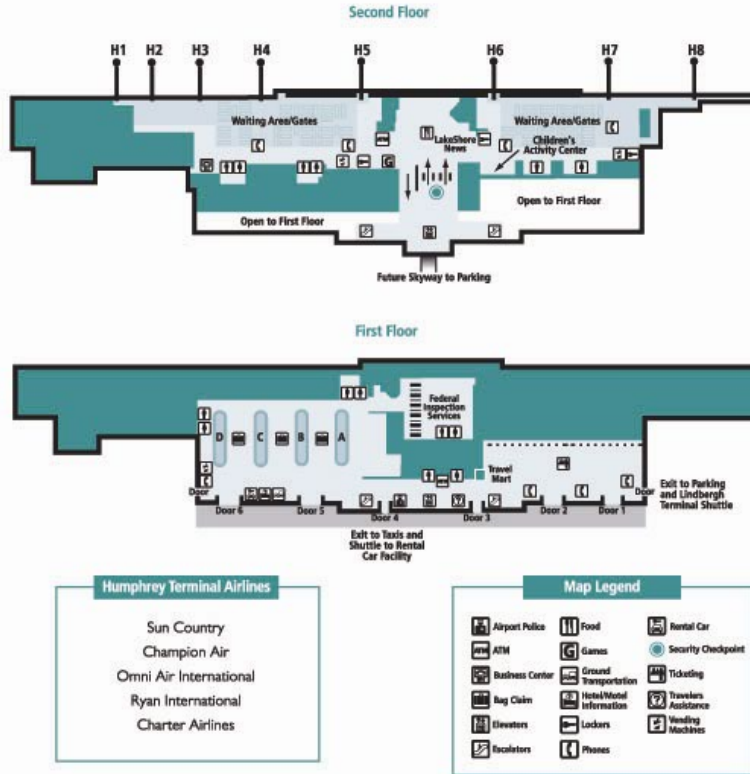 Second Floor
H1
H2
H3
H4
H5
H6
H7
H8
Waiting Area/Gates
Waiting Area/Gates
ATM
LakeShore
News
Children's
Activity Center
G
Open to First Floor
Open to First Floor
Future Skyway to Parking
First Floor
Federal
Inspection
Services
D
C
B
A
Travel
Mart
ATM
?
Door
Door 6
Door 5
Door 4
Door 3
Door 2
Door 1
Door
Exit to Parking
and Lindbergh
Terminal Shuttle
Exit to Taxis and
Shuttle to Rental
Car Facility
Humphrey Terminal Airlines
Sun Country
Champion Air
Omni Air International
Ryan International
Charter Airlines
Map Legend
Airport Police
ATM ATM
Business Center
Bag Claim
Elevators
Escalators
Food
G Games
Ground
Transportation
Hotel/Motel
Information
Lockers
Phones
Rental Car
Security Checkpoint
Ticketing
? Travelers
Assistance
Vending
Machines